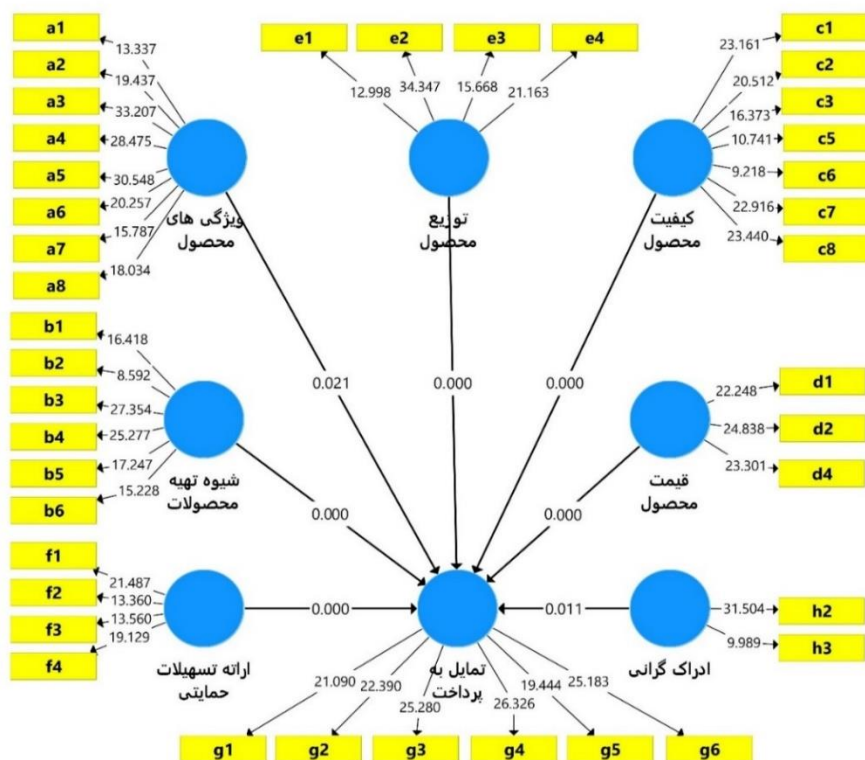 a1
a2
a3
a4
a5
a6
a7
a8
13.337
19.437
33.207
28.475
30.548
20.257
15.787
18.034
ویژگی های
محصول
e1
e2
e3
e4
12.998
34.347
15.668
21.163
توزیع
محصول
c1
c2
c3
c5
c6
c7
c8
23.161
20.512
16.373
10.741
9.218
22.916
23.440
کیفیت
محصول
0.021
0.000
0.000
b1
b2
b3
b4
b5
b6
16.418
8.592
27.354
25.277
17.247
15.228
شیوه تهیه
محصولات
0.000
d1
d2
d4
22.248
24.838
23.301
قیمت
محصول
0.000
f1
f2
f3
f4
21.487
13.360
13.560
19.129
اراته تسهیلات
حمایتی
0.000
تمایل به
پرداخت
0.011
ادراک گرانی
h2
h3
31.504
9.989
21.090
22.390
25.280
26.326
19.444
25.183
g1
g2
g3
g4
g5
g6